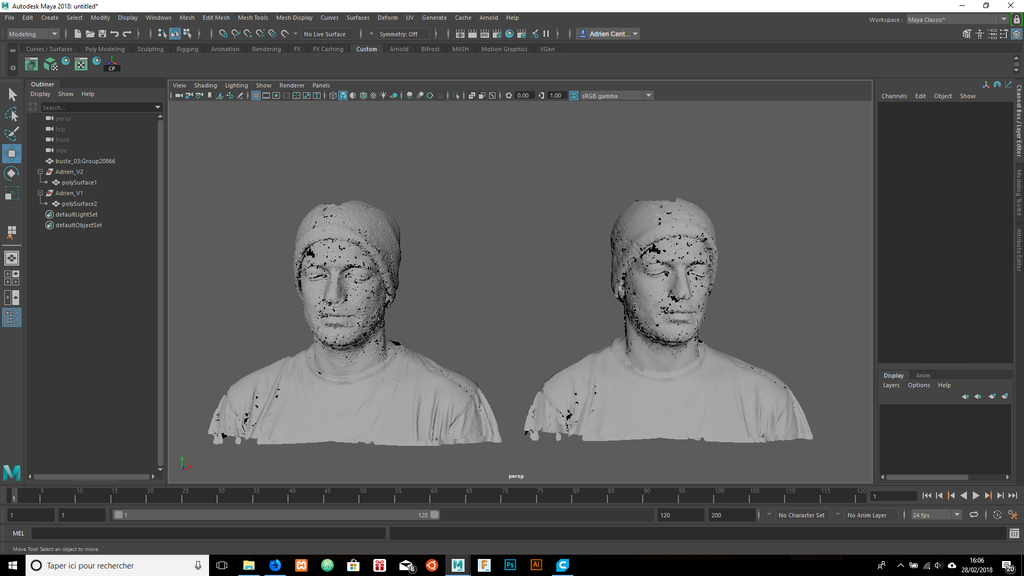 Autodesk Maya 2018: untitled*
File Edit Create Select Modify Display Windows Mesh Edit Mesh Mesh Tools Mesh Display Curves Surfaces Deform UV Generate Cache Arnold Help
Workspace : Maya Classic*
Modeling
No Live Surface
Symmetry: Off
Adrien Cent...
Curves / Surfaces Poly Modeling Sculpting Rigging Animation Rendering FX FX Caching Custom Arnold Bifrost MASH Motion Graphics XGen
CP
Outliner
Display Show Help
Search...
persp
top
front
side
buste_03:Group20866
Adrien_V2
polySurface1
Adrien_V1
polySurface2
defaultLightSet
defaultObjectSet
View Shading Lighting Show Renderer Panels
0.00 1.00 sRGB gamma
persp
Channels Edit Object Show
Channel Box / Layer Editor
Modeling Toolkit
Attribute Editor
Display Anim
Layers Options Help
1 5 10 15 20 25 30 35 40 45 50 55 60 65 70 75 80 85 90 95 100 105 110 115 120
1
1 1 1 120 120 200 No Character Set No Anim Layer 24 fps
MEL
Move Tool: Select an object to move.
Taper ici pour rechercher
16:06
28/02/2018
20